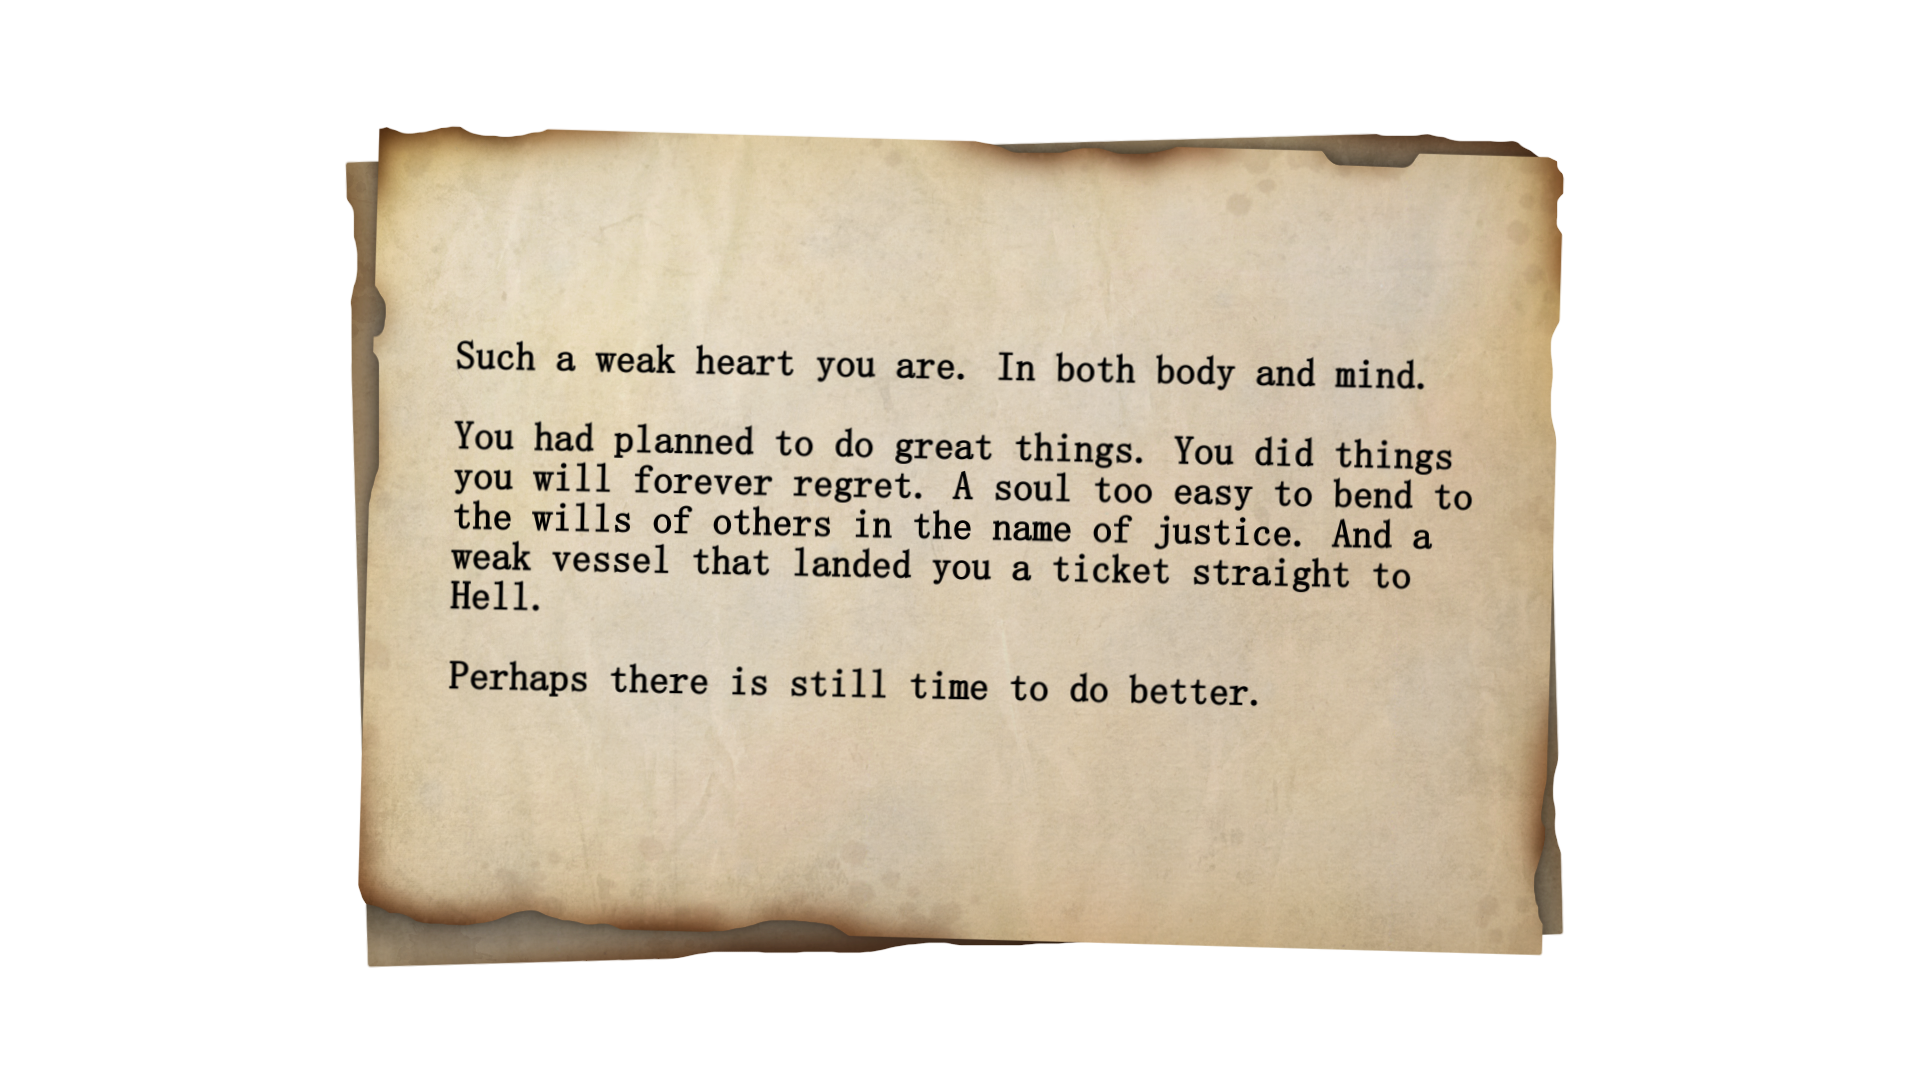 Such a weak heart you are. In both body and mind.
You had planned to do great things. You did things
you will forever regret. A soul too easy to bend to
the wills of others in the name of justice. And a
weak vessel that landed you a ticket straight to
Hell.
Perhaps there is still time to do better.